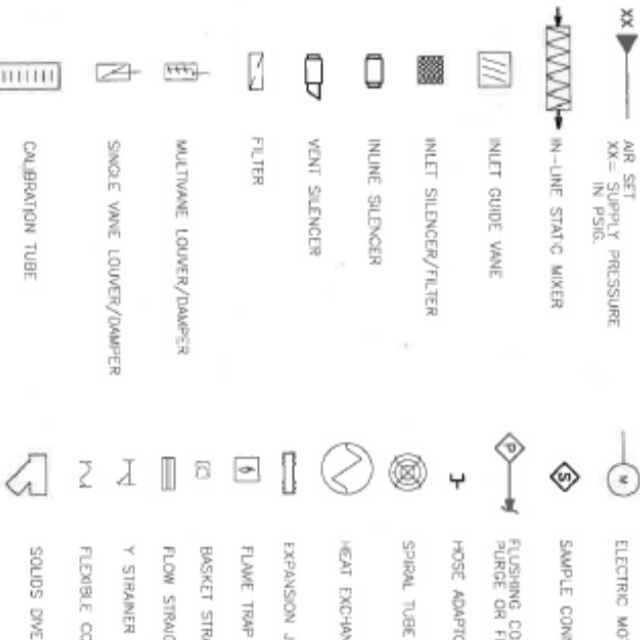 XX
AIR SET
XX= SUPPLY PRESSURE
IN PSIG.
IN-LINE STATIC MIXER
INLET GUIDE VANE
INLET SILENCER/FILTER
INLINE SILENCER
VENT SILENCER
FILTER
MULTIVANE LOUVER/DAMPER
SINGLE VANE LOUVER/DAMPER
CALIBRATION TUBE
M
ELECTRIC MO
S
SAMPLE CON
P
FLUSHING C
PURGE OR F
HOSE ADAPT
SPIRAL TUBE
HEAT EXCHAN
EXPANSION J
FLAME TRAP
BASKET STRA
FLOW STRAIG
Y STRAINER
FLEXIBLE CO
SOLIDS DIVE